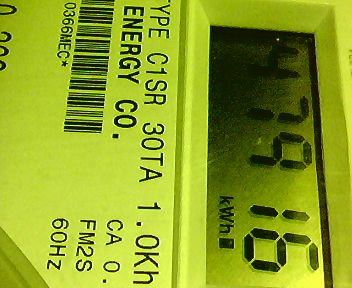 47916
kWh
TYPE C1SR 30TA 1.0Kh
ENERGY CO.
CA 0.
FM2S
60Hz
0366MEC*